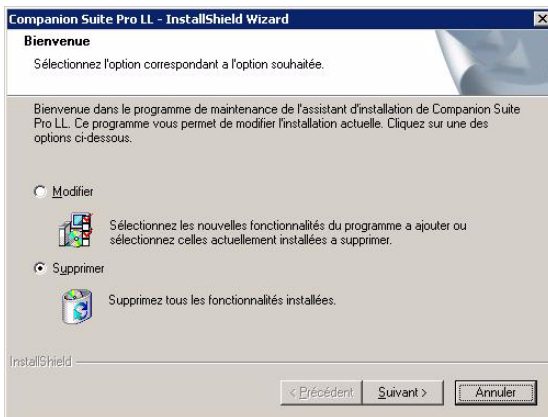 Companion Suite Pro LL - InstallShield Wizard
Bienvenue
Sélectionnez l'option correspondant a l'option souhaitée.
Bienvenue dans le programme de maintenance de l'assistant d'installation de Companion Suite
Pro LL. Ce programme vous permet de modifier l'installation actuelle. Cliquez sur une des
options ci-dessous.
Modifier
Sélectionnez les nouvelles fonctionnalités du programme a ajouter ou
sélectionnez celles actuellement installées a supprimer.
Supprimer
Supprimez tous les fonctionnalités installées.
InstallShield
< Précédent Suivant > Annuler